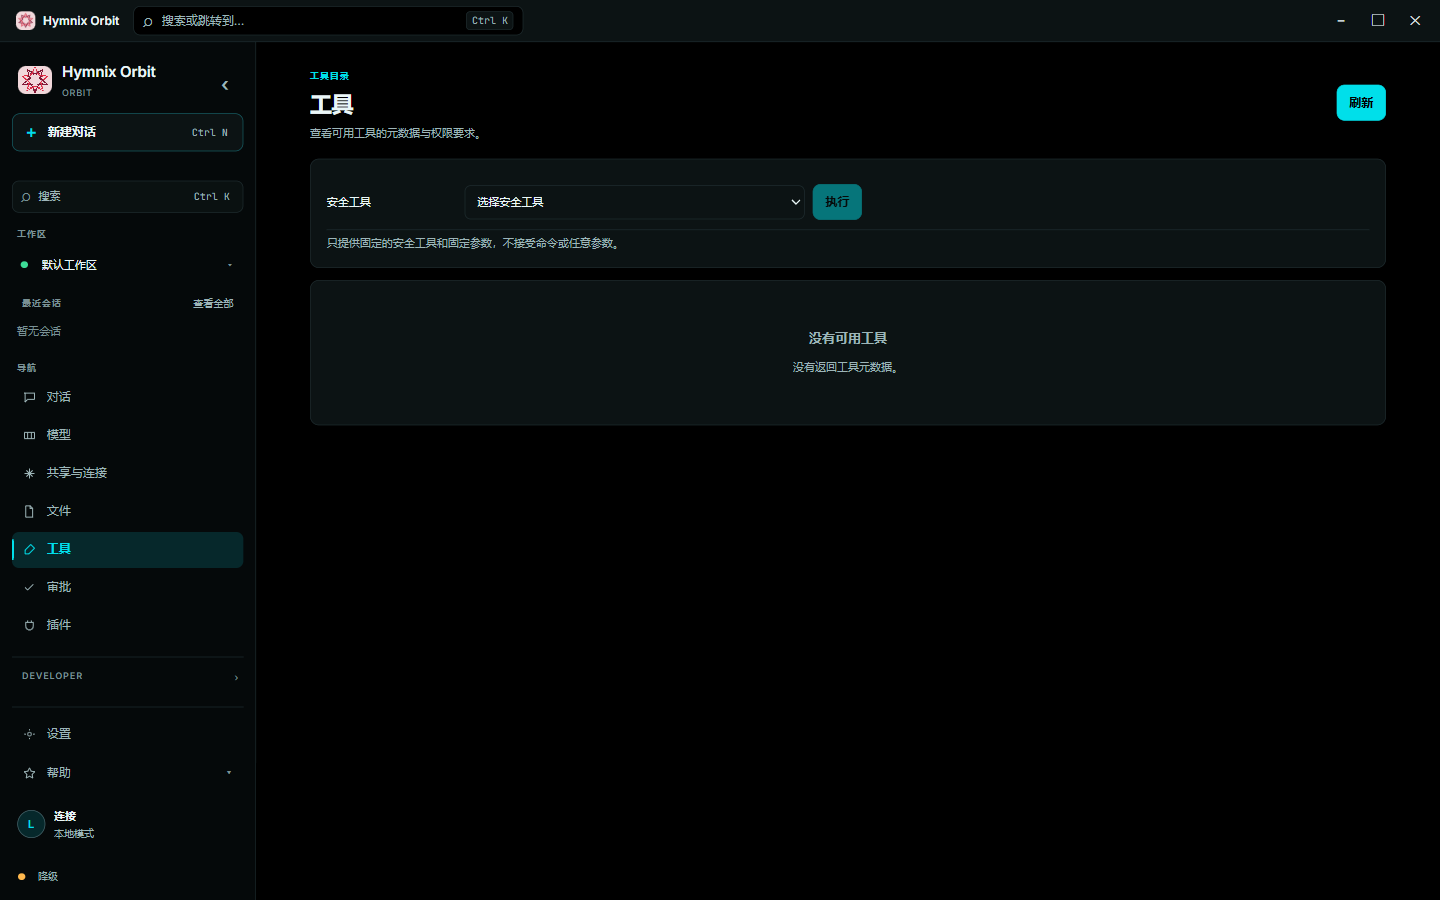 Hymnix Orbit
搜索或跳转到...
Ctrl K
Hymnix Orbit
ORBIT
新建对话
Ctrl N
搜索
Ctrl K
工作区
默认工作区
最近会话
查看全部
暂无会话
导航
对话
模型
共享与连接
文件
工具
审批
插件
DEVELOPER
设置
帮助
L
连接
本地模式
降级
工具目录
工具
查看可用工具的元数据与权限要求。
刷新
安全工具
选择安全工具
执行
只提供固定的安全工具和固定参数，不接受命令或任意参数。
没有可用工具
没有返回工具元数据。